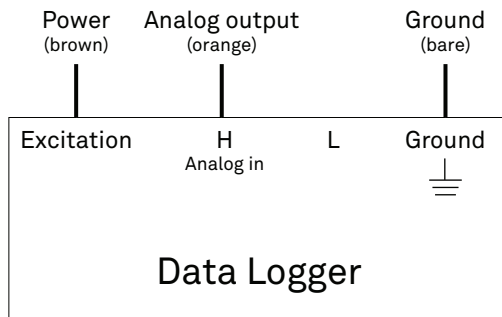 Power Analog output Ground
(brown) (orange) (bare)
Excitation H L Ground
Analog in
Data Logger